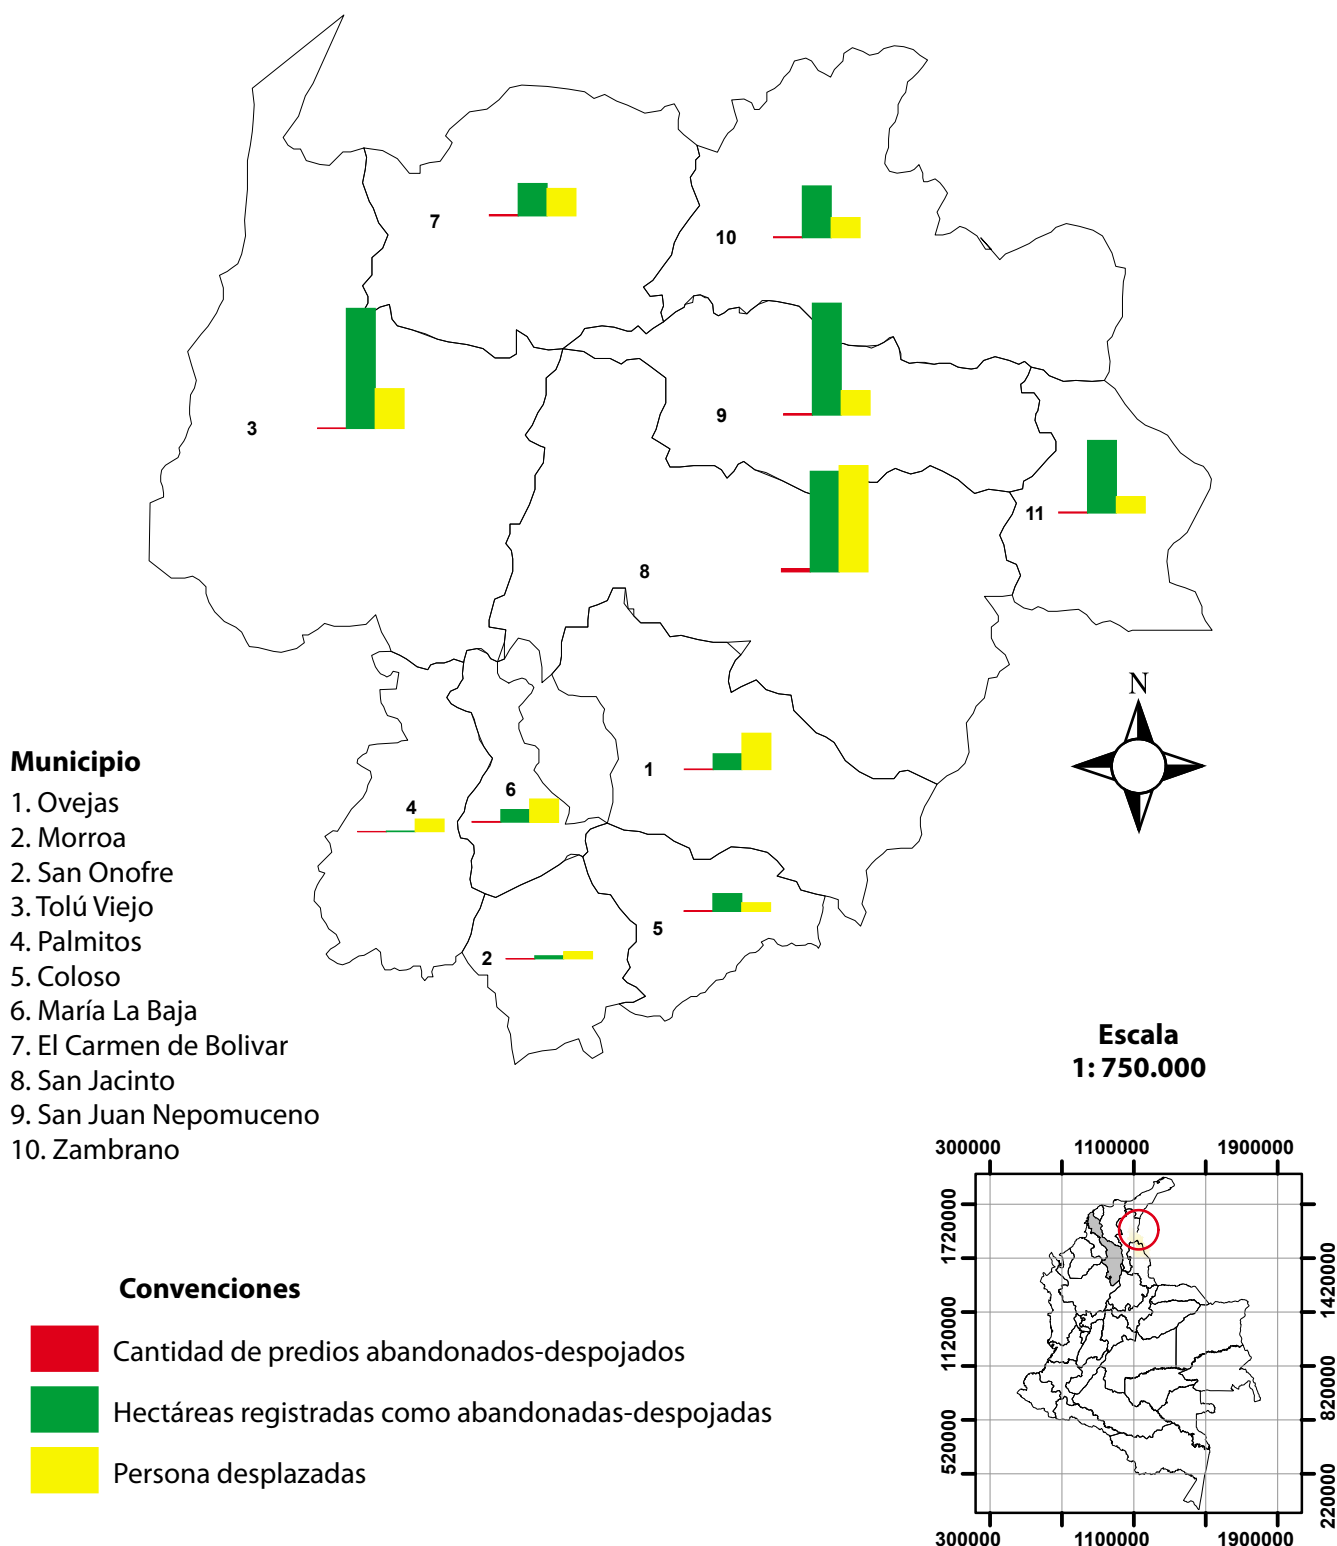 7
10
3
9
11
8
N
1
6
4
5
2
Municipio
1. Ovejas
2. Morroa
2. San Onofre
3. Tolú Viejo
4. Palmitos
5. Coloso
6. María La Baja
7. El Carmen de Bolivar
8. San Jacinto
9. San Juan Nepomuceno
10. Zambrano
Escala
1: 750.000
300000 1100000 1900000
1720000
1120000
520000
1420000
820000
220000
300000 1100000 1900000
Convenciones
Cantidad de predios abandonados-despojados
Hectáreas registradas como abandonadas-despojadas
Persona desplazadas